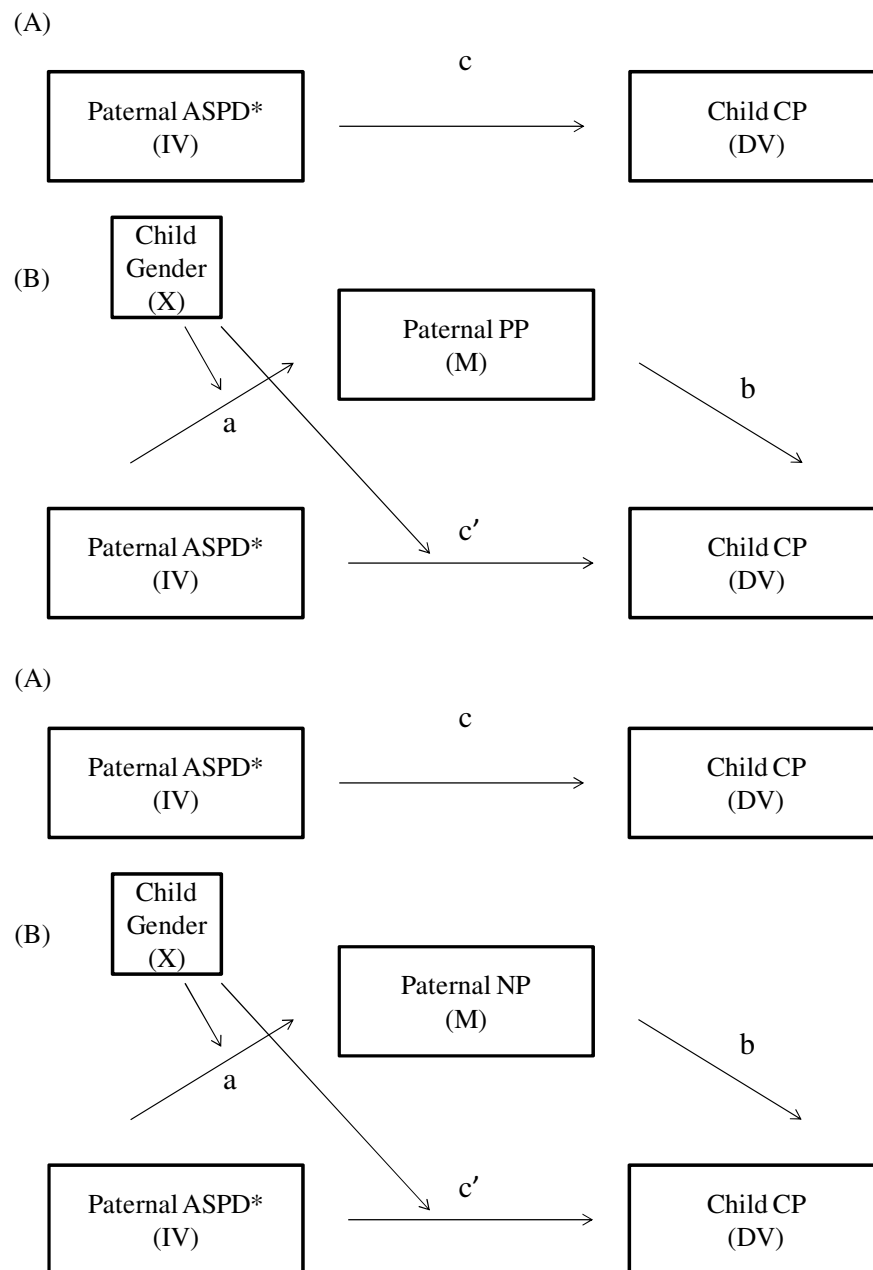 (A)
c
Paternal ASPD*
(IV)
Child CP
(DV)
Child
Gender
(X)
(B)
Paternal PP
(M)
a
b
Paternal ASPD*
(IV)
c’
Child CP
(DV)
(A)
c
Paternal ASPD*
(IV)
Child CP
(DV)
Child
Gender
(X)
(B)
Paternal NP
(M)
a
b
Paternal ASPD*
(IV)
c’
Child CP
(DV)